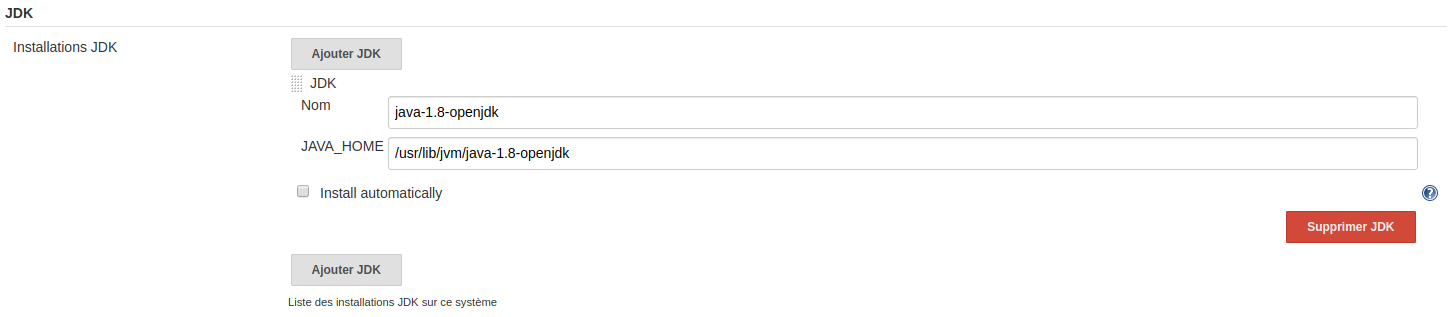 JDK
Installations JDK
Ajouter JDK
JDK
Nom
java-1.8-openjdk
JAVA_HOME
/usr/lib/jvm/java-1.8-openjdk
Install automatically
?
Supprimer JDK
Ajouter JDK
Liste des installations JDK sur ce système